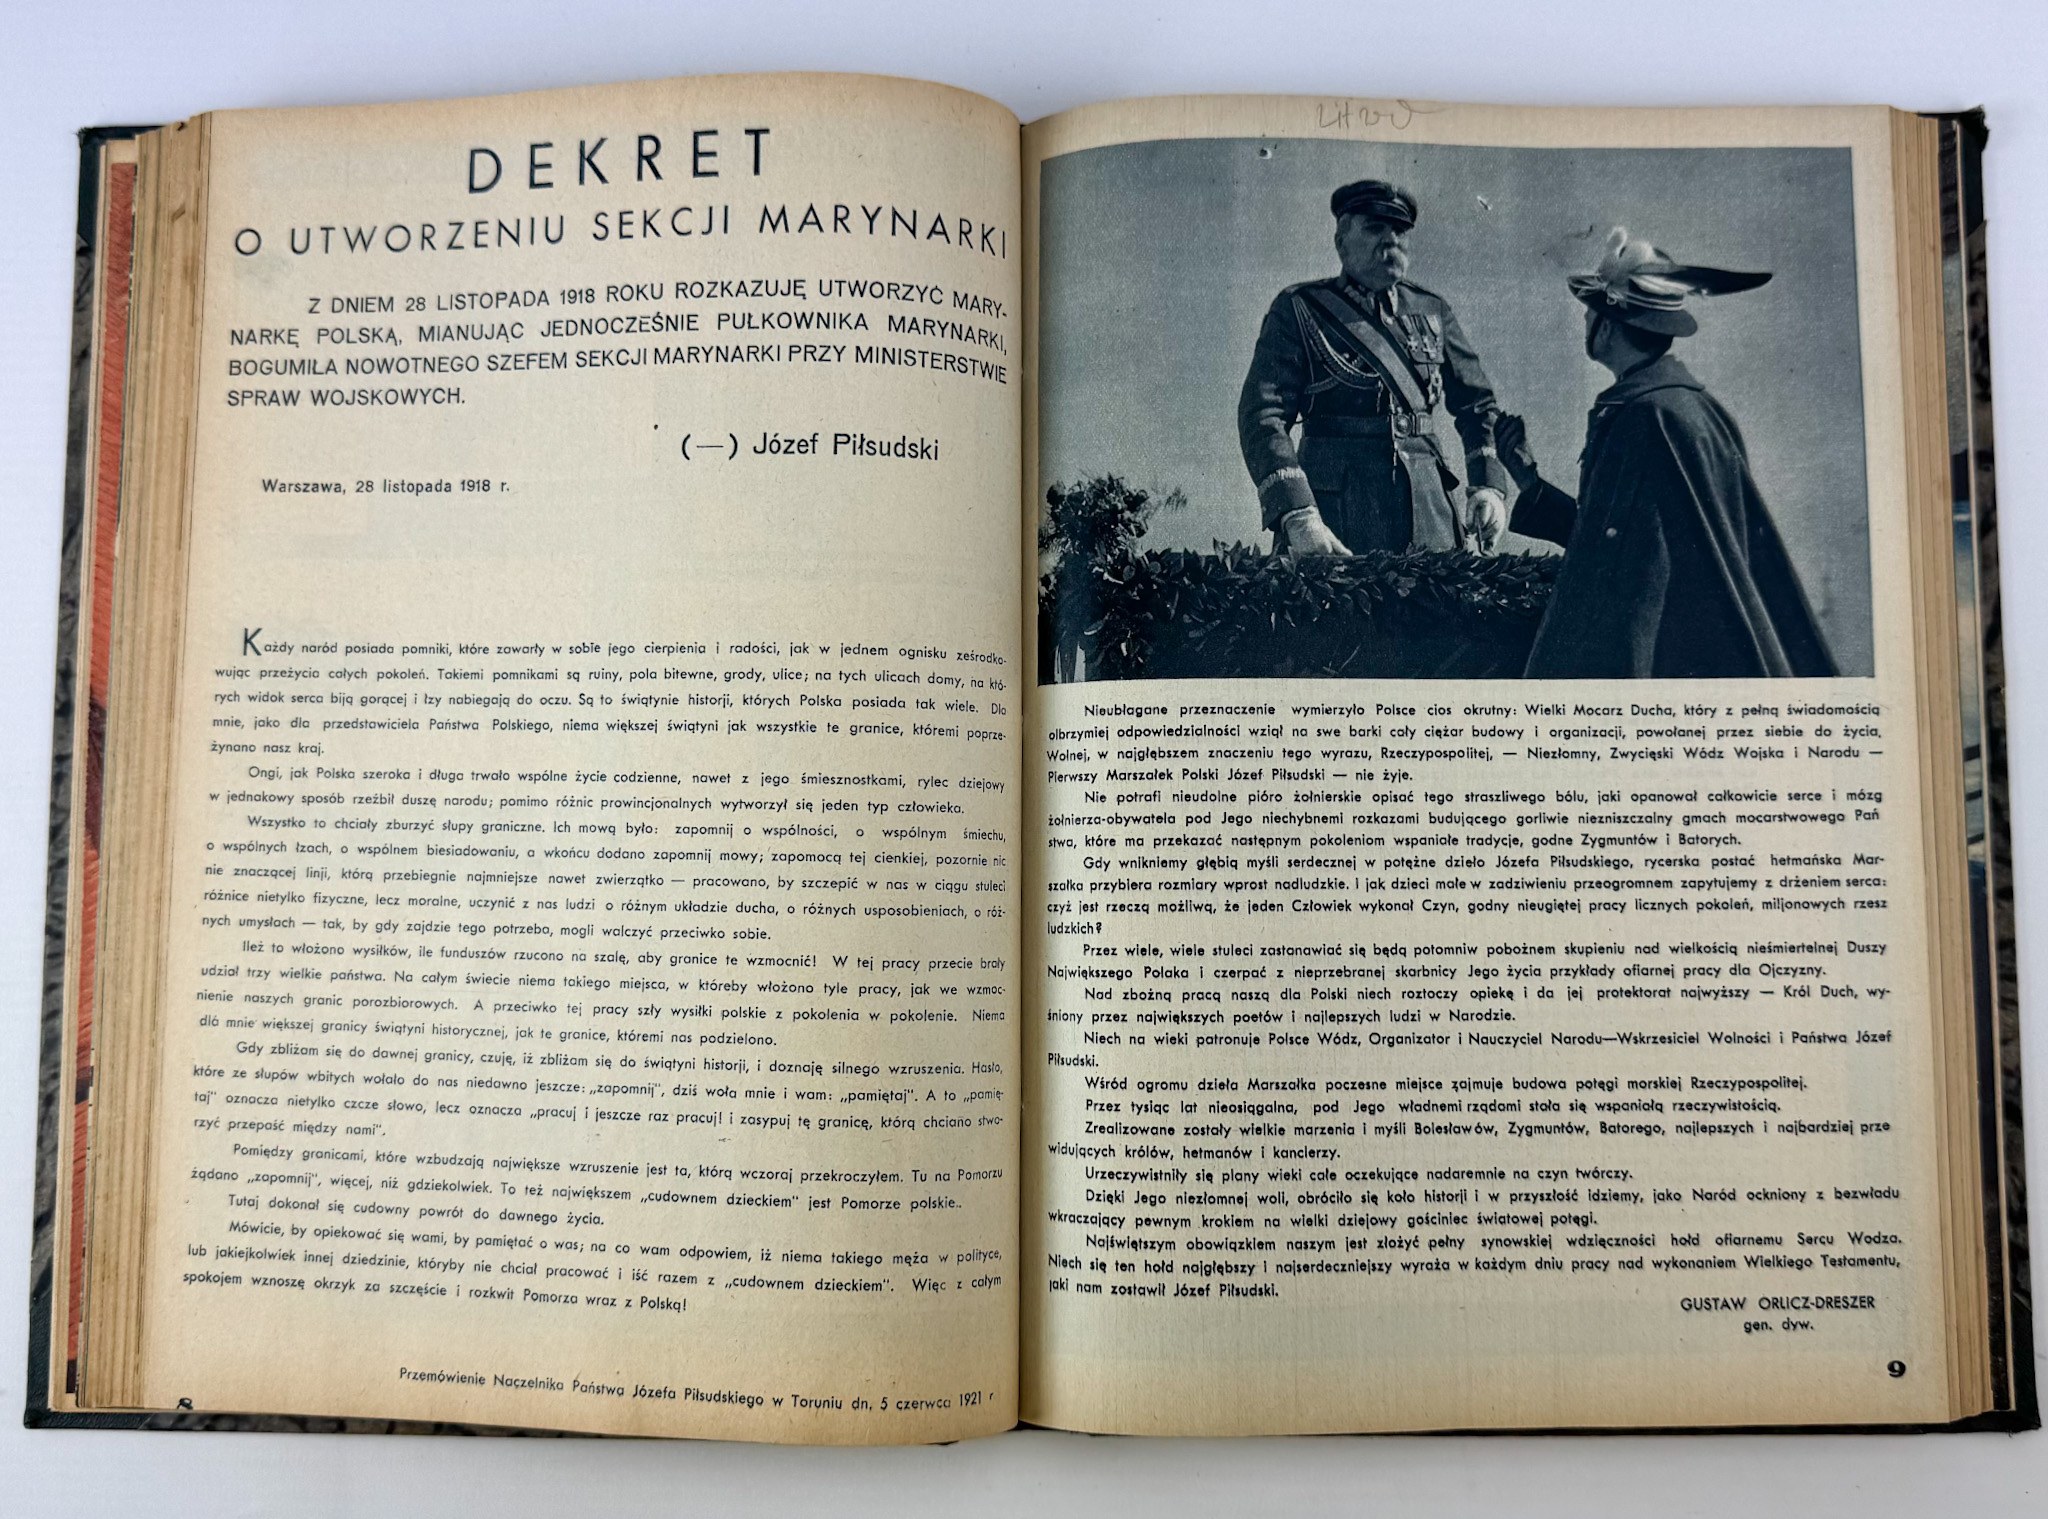 DEKRET
O UTWORZENIU SEKCJI MARYNARKI
Z DNIEM 28 LISTOPADA 1918 ROKU ROZKAZUJĘ UTWORZYĆ MARY-
NARKĘ POLSKĄ, MIANUJĄC JEDNOCZEŚNIE PUŁKOWNIKA MARYNARKI,
BOGUMIŁA NOWOTNEGO SZEFEM SEKCJI MARYNARKI PRZY MINISTERSTWIE
SPRAW WOJSKOWYCH.
(—) Józef Piłsudski
Warszawa, 28 listopada 1918 r.
Każdy naród posiada pomniki, które zawarły w sobie jego cierpienia i radości, jak w jednem ognisku ześrodko-
wując przeżycia całych pokoleń. Takiemi pomnikami są ruiny, pola bitewne, grody, ulice; na tych ulicach domy, na któ-
rych widok serca biją goręcej i łzy nabiegają do oczu. Są to świątynie historji, których Polska posiada tak wiele. Dla
mnie, jako dla przedstawiciela Państwa Polskiego, niema większej świątyni jak wszystkie te granice, któremi poprze-
żynano nasz kraj.
Ongi, jak Polska szeroka i długa trwało wspólne życie codzienne, nawet z jego śmiesznostkami, rylec dziejowy
w jednakowy sposób rzeźbił duszę narodu; pomimo różnic prowincjonalnych wytworzył się jeden typ człowieka.
Wszystko to chciały zburzyć słupy graniczne. Ich mową było: zapomnij o wspólności, o wspólnym śmiechu,
o wspólnych łzach, o wspólnem biesiadowaniu, a wkońcu dodano zapomnij mowy; zapomocą tej cienkiej, pozornie nic
nie znaczącej linji, którą przebiegnie najmniejsze nawet zwierzątko — pracowano, by szczepić w nas w ciągu stuleci
różnice nietylko fizyczne, lecz moralne, uczynić z nas ludzi o różnym układzie ducha, o różnych usposobieniach, o róż-
nych umysłach — tak, by gdy zajdzie tego potrzeba, mogli walczyć przeciwko sobie.
Ileż to włożono wysiłków, ile funduszów rzucono na szalę, aby granice te wzmocnić! W tej pracy przecie brały
udział trzy wielkie państwa. Na całym świecie niema takiego miejsca, w któreby włożono tyle pracy, jak we wzmoc-
nienie naszych granic porozbiorowych. A przeciwko tej pracy szły wysiłki polskie z pokolenia w pokolenie. Niema
dla mnie większej granicy świątyni historycznej, jak te granice, któremi nas podzielono.
Gdy zbliżam się do dawnej granicy, czuję, iż zbliżam się do świątyni historji, i doznaję silnego wzruszenia. Hasło,
które ze słupów wbitych wołało do nas niedawno jeszcze: „zapomnij", dziś woła mnie i wam: „pamiętaj". A to „pamię-
taj" oznacza nietylko czcze słowo, lecz oznacza „pracuj i jeszcze raz pracuj! i zasypuj tę granicę, którą chciano stwo-
rzyć przepaść między nami".
Pomiędzy granicami, które wzbudzają największe wzruszenie jest ta, którą wczoraj przekroczyłem. Tu na Pomorzu
żądano „zapomnij", więcej, niż gdziekolwiek. To też największem „cudownem dzieckiem" jest Pomorze polskie..
Tutaj dokonał się cudowny powrót do dawnego życia.
Mówicie, by opiekować się wami, by pamiętać o was; na co wam odpowiem, iż niema takiego męża w polityce,
lub jakiejkolwiek innej dziedzinie, któryby nie chciał pracować i iść razem z „cudownem dzieckiem". Więc z całym
spokojem wznoszę okrzyk za szczęście i rozkwit Pomorza wraz z Polską!
Przemówienie Naczelnika Państwa Józefa Piłsudskiego w Toruniu dn. 5 czerwca 1921 r
8
Nieubłagane przeznaczenie wymierzyło Polsce cios okrutny: Wielki Mocarz Ducha, który z pełną świadomością
olbrzymiej odpowiedzialności wziął na swe barki cały ciężar budowy i organizacji, powołanej przez siebie do życia,
Wolnej, w najgłębszem znaczeniu tego wyrazu, Rzeczypospolitej, — Niezłomny, Zwycięski Wódz Wojska i Narodu —
Pierwszy Marszałek Polski Józef Piłsudski — nie żyje.
Nie potrafi nieudolne pióro żołnierskie opisać tego straszliwego bólu, jaki opanował całkowicie serce i mózg
żołnierza-obywatela pod Jego niechybnemi rozkazami budującego gorliwie niezniszczalny gmach mocarstwowego Pań
stwa, które ma przekazać następnym pokoleniom wspaniałe tradycje, godne Zygmuntów i Batorych.
Gdy wnikniemy głębią myśli serdecznej w potężne dzieło Józefa Piłsudskiego, rycerska postać hetmańska Mar-
szałka przybiera rozmiary wprost nadludzkie. I jak dzieci małe w zadziwieniu przeogromnem zapytujemy z drżeniem serca:
czyż jest rzeczą możliwą, że jeden Człowiek wykonał Czyn, godny nieugiętej pracy licznych pokoleń, miljonowych rzesz
ludzkich?
Przez wiele, wiele stuleci zastanawiać się będą potomni w pobożnem skupieniu nad wielkością nieśmiertelnej Duszy
Największego Polaka i czerpać z nieprzebranej skarbnicy Jego życia przykłady ofiarnej pracy dla Ojczyzny.
Nad zbożną pracą naszą dla Polski niech roztoczy opiekę i da jej protektorat najwyższy — Król Duch, wy-
śniony przez największych poetów i najlepszych ludzi w Narodzie.
Niech na wieki patronuje Polsce Wódz, Organizator i Nauczyciel Narodu—Wskrzesiciel Wolności i Państwa Józef
Piłsudski.
Wśród ogromu dzieła Marszałka poczesne miejsce zajmuje budowa potęgi morskiej Rzeczypospolitej.
Przez tysiąc lat nieosiągalna, pod Jego władnemi rządami stała się wspaniałą rzeczywistością.
Zrealizowane zostały wielkie marzenia i myśli Bolesławów, Zygmuntów, Batorego, najlepszych i najbardziej prze
widujących królów, hetmanów i kanclerzy.
Urzeczywistniły się plany wieki całe oczekujące nadaremnie na czyn twórczy.
Dzięki Jego niezłomnej woli, obróciło się koło historji i w przyszłość idziemy, jako Naród ockniony z bezwładu
wkraczający pewnym krokiem na wielki dziejowy gościniec światowej potęgi.
Najświętszym obowiązkiem naszym jest złożyć pełny synowskiej wdzięczności hołd ofiarnemu Sercu Wodza.
Niech się ten hołd najgłębszy i najserdeczniejszy wyraża w każdym dniu pracy nad wykonaniem Wielkiego Testamentu,
jaki nam zostawił Józef Piłsudski.
GUSTAW ORLICZ-DRESZER
gen. dyw.
9